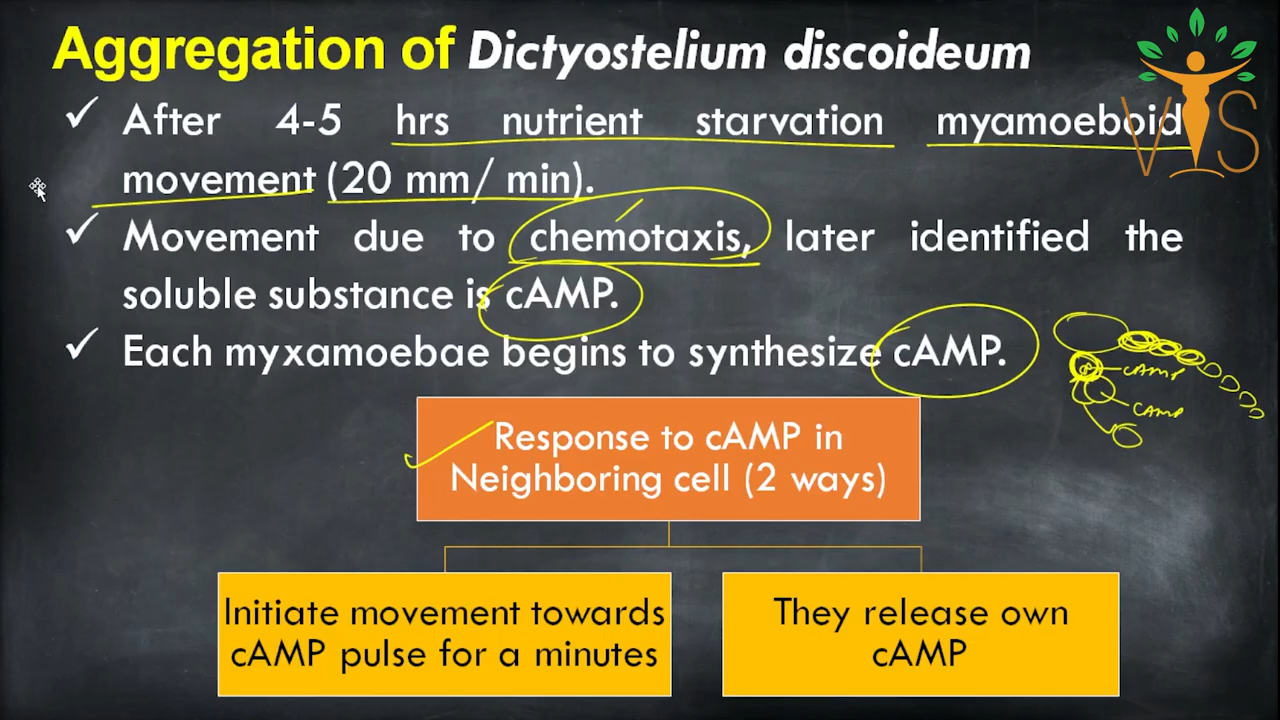 Aggregation of Dictyostelium discoideum
✓ After 4-5 hrs nutrient starvation myamoeboid
movement (20 mm/ min).
✓ Movement due to chemotaxis, later identified the
soluble substance is cAMP.
✓ Each myxamoebae begins to synthesize cAMP.
cAMP
cAMP
Response to cAMP in
Neighboring cell (2 ways)
Initiate movement towards
cAMP pulse for a minutes
They release own
cAMP
VIS